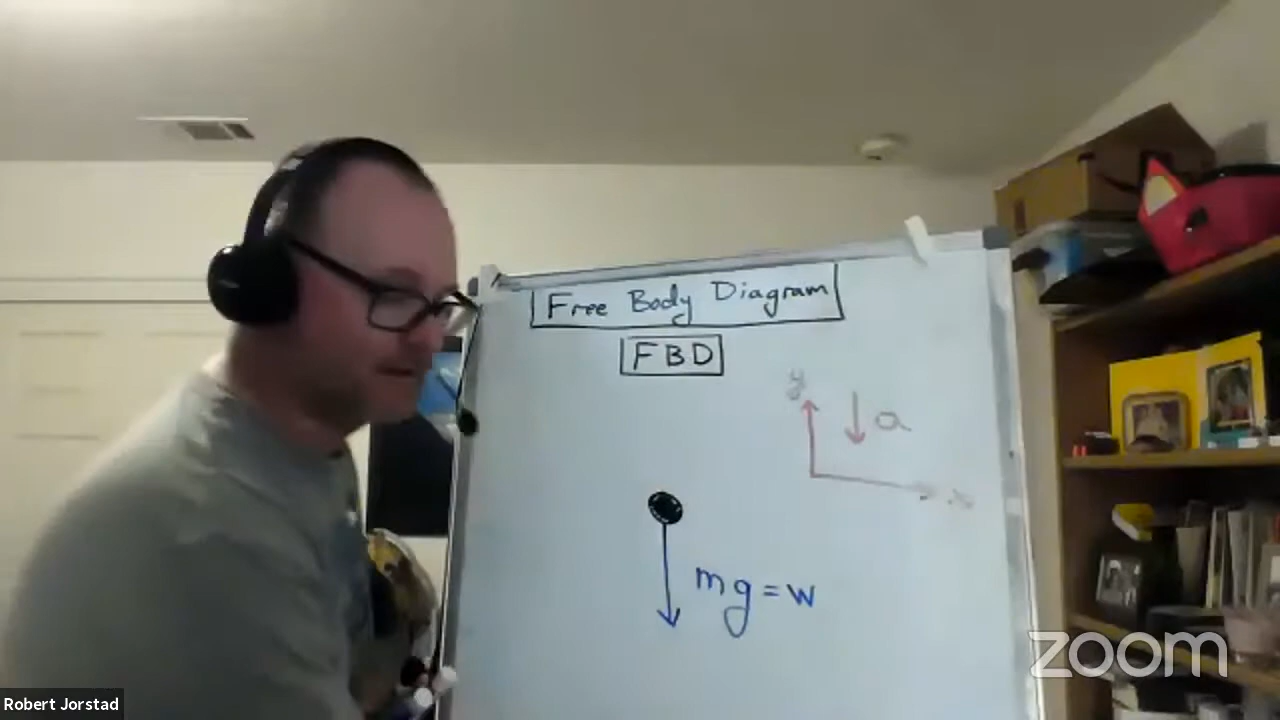 Free Body Diagram
FBD
y
a
x
mg = w
zoom
Robert Jorstad